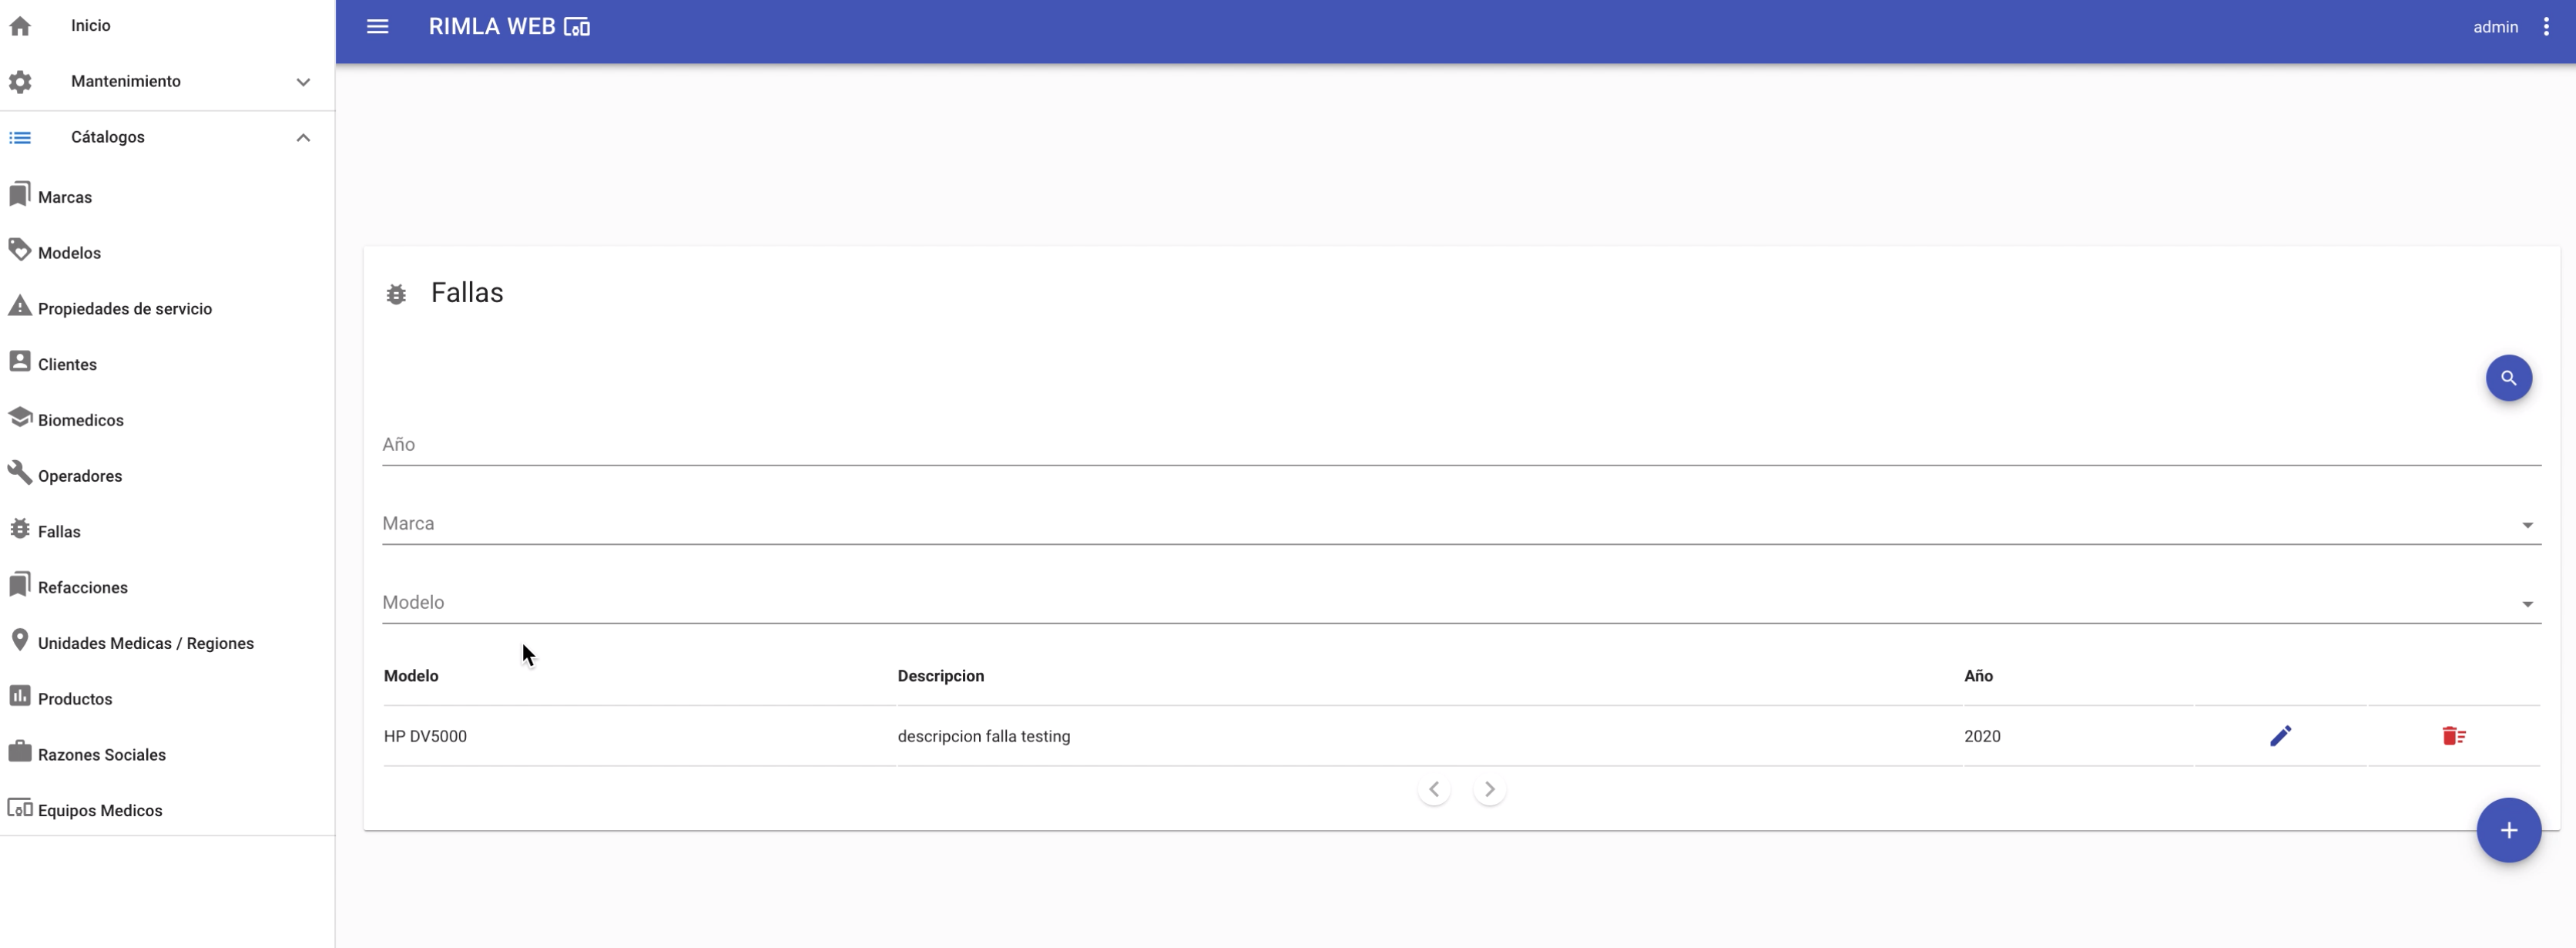 Inicio
Mantenimiento
Cátalogos
Marcas
Modelos
Propiedades de servicio
Clientes
Biomedicos
Operadores
Fallas
Refacciones
Unidades Medicas / Regiones
Productos
Razones Sociales
Equipos Medicos
RIMLA WEB
admin
Fallas
Año
Marca
Modelo
Modelo Descripcion Año
HP DV5000 descripcion falla testing 2020